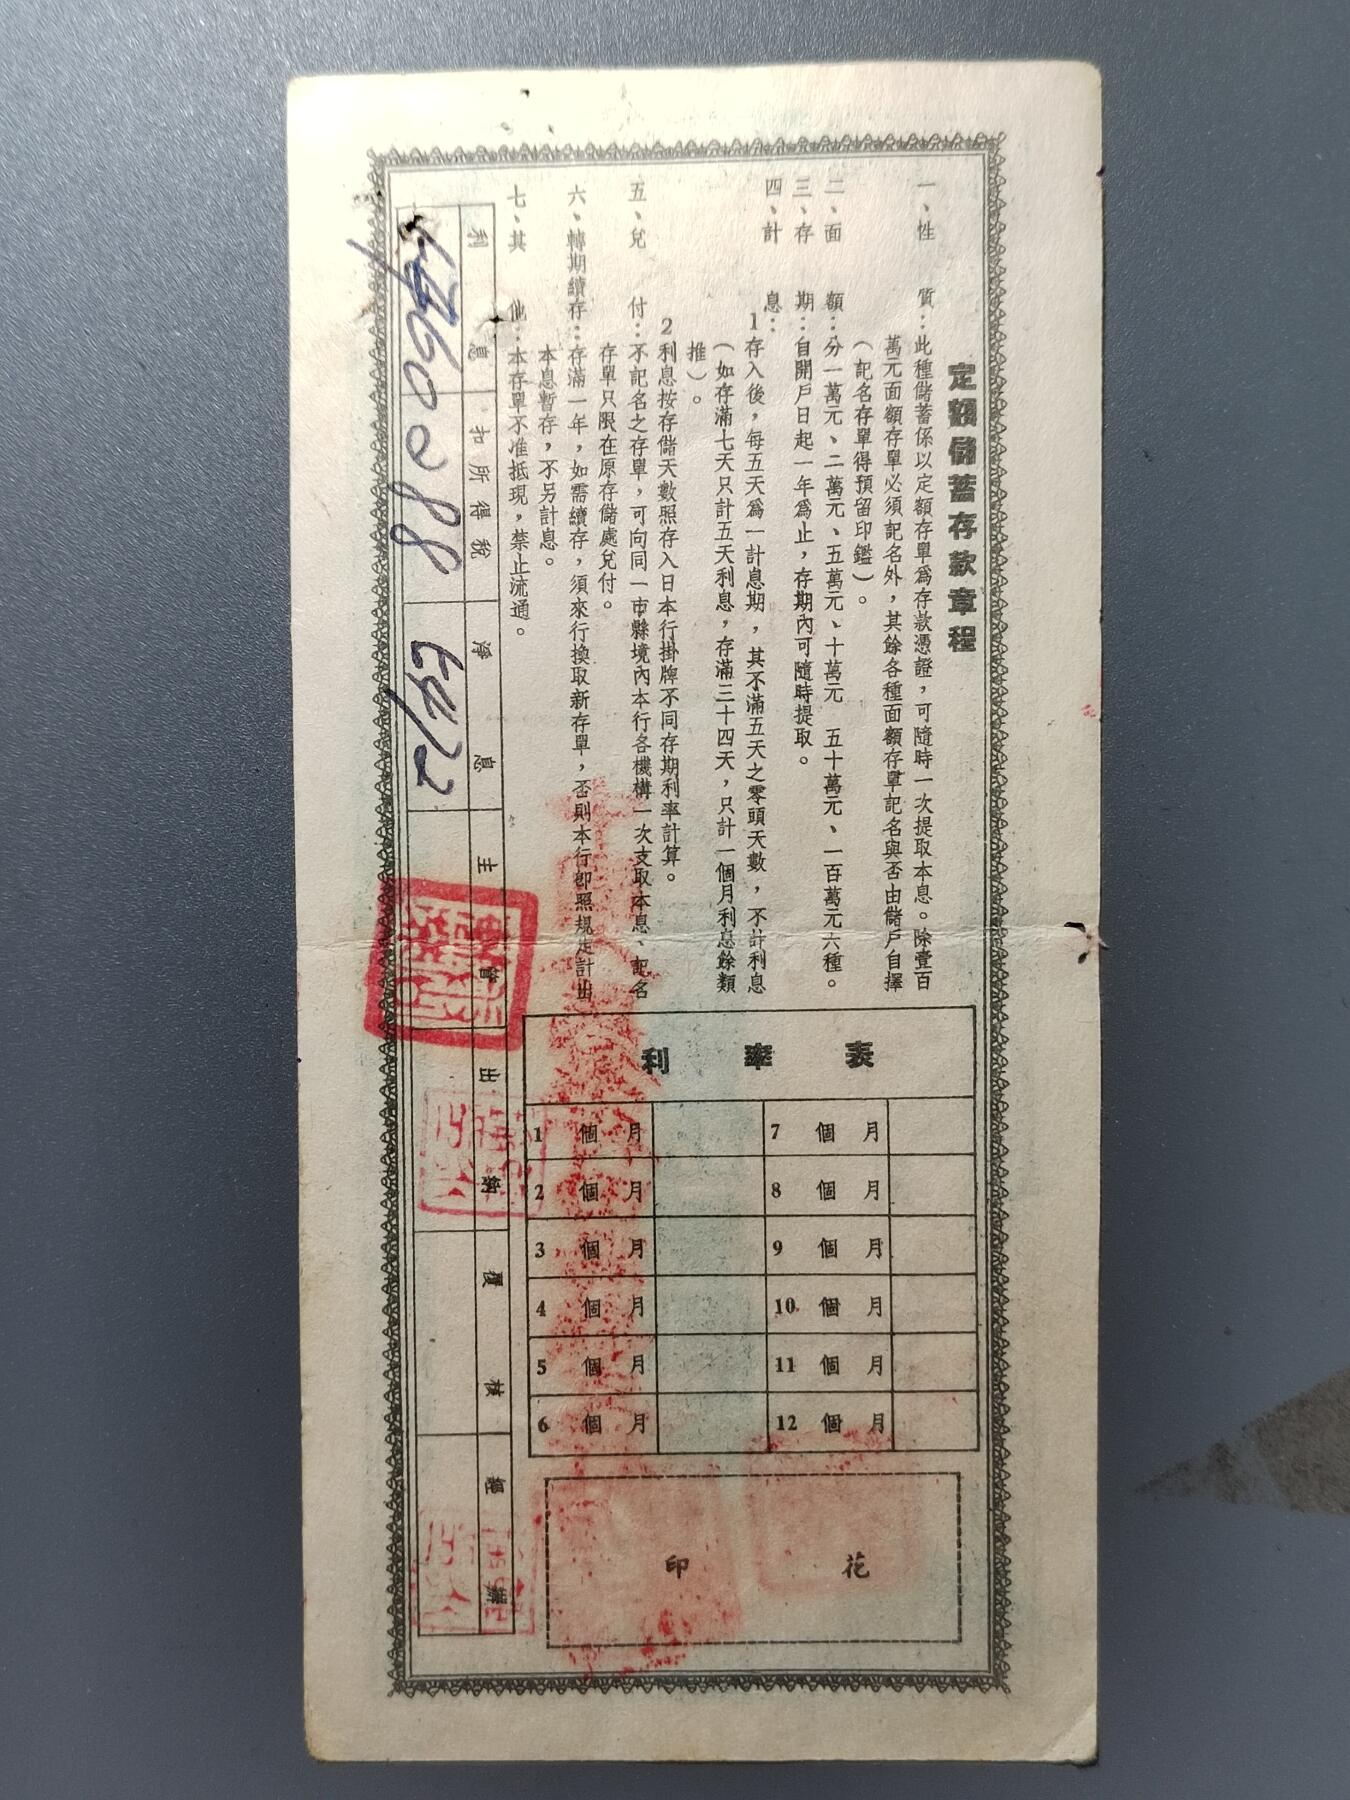 定額儲蓄存款章程
一、性質：此種儲蓄係以定額存單爲存款憑證，可隨時一次提取本息。除壹百
萬元面額存單必須記名外，其餘各種面額存單記名與否由儲戶自擇
（記名存單得預留印鑑）。
二、面額：分一萬元、二萬元、五萬元、十萬元　五十萬元、一百萬元六種。
三、存期：自開戶日起一年爲止，存期內可隨時提取。
四、計息：
1存入後，每五天爲一計息期，其不滿五天之零頭天數，不計利息
（如存滿七天只計五天利息，存滿三十四天，只計一個月利息餘類
推）。
2利息按存儲天數照存入日本行掛牌不同存期利率計算。
五、兌付：不記名之存單，可向同一市縣境內本行各機構一次支取本息、記名
存單只限在原存儲處兌付。
六、轉期續存：存滿一年，如需續存，須來行換取新存單，否則本行卽照規定計出
本息暫存，不另計息。
七、其他：本存單不准抵現，禁止流通。
利息
扣所得稅
淨息
主管
出納
覆核
經辦
利率表
1個月
7個月
2個月
8個月
3個月
9個月
4個月
10個月
5個月
11個月
6個月
12個月
印花